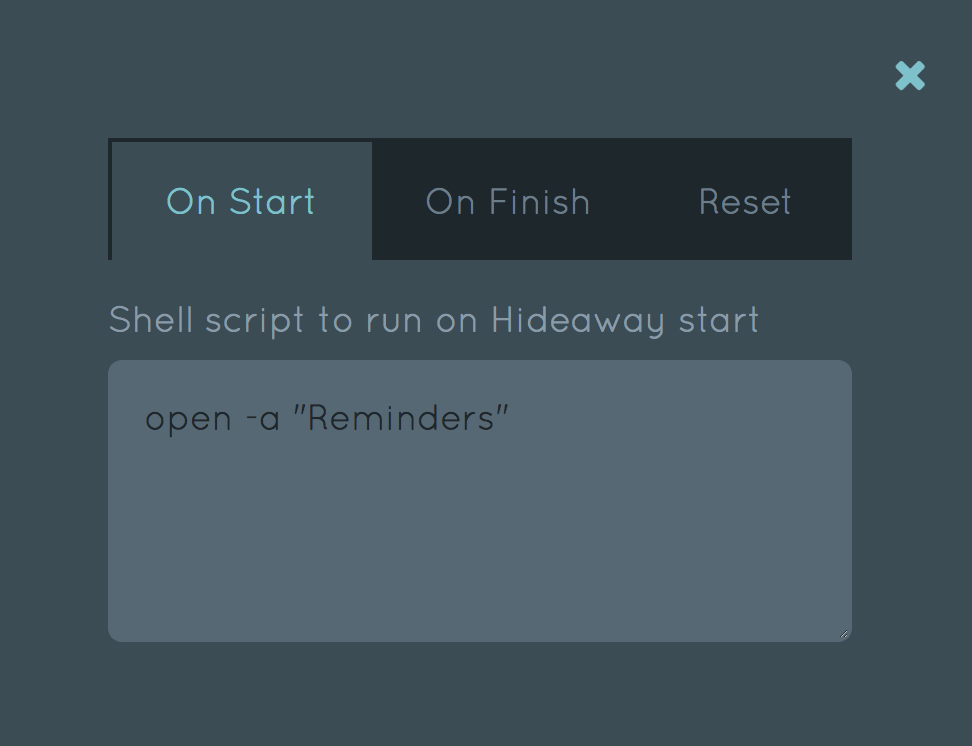 On Start On Finish Reset
Shell script to run on Hideaway start
open -a "Reminders"